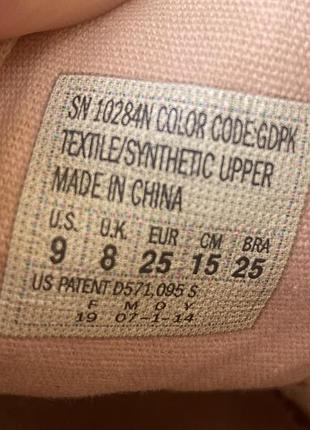 SN 10284N COLOR CODE:GDPK
TEXTILE/SYNTHETIC UPPER
MADE IN CHINA
U.S. U.K. EUR CM BRA
9 8 25 15 25
US PATENT D571,095 S
F M O Y
19 07-1-14